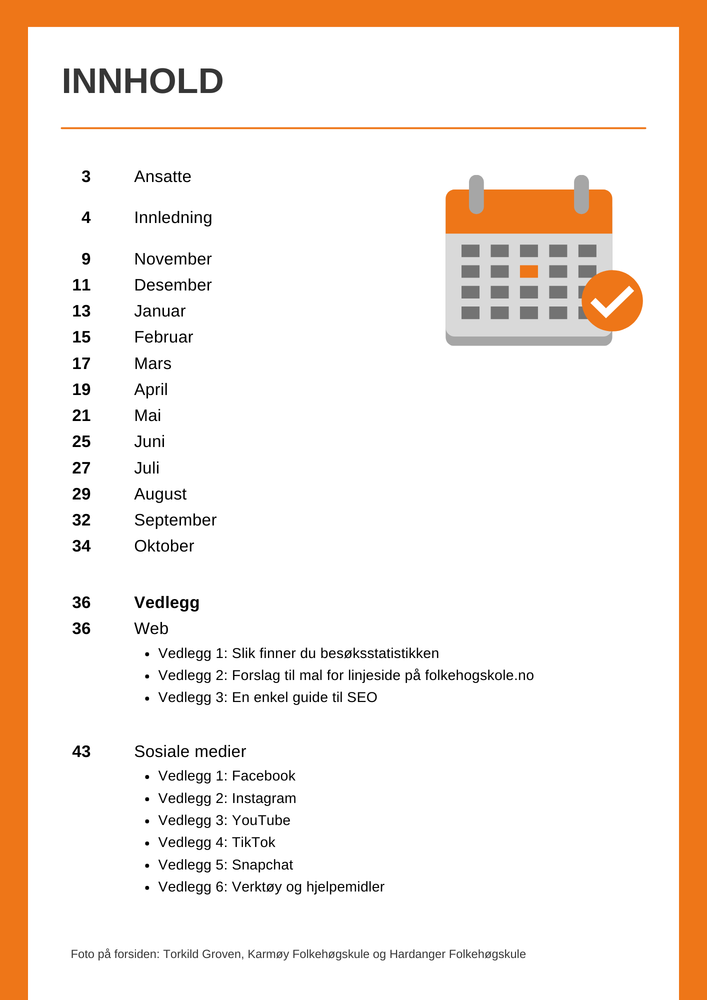 INNHOLD
3 Ansatte
4 Innledning
9 November
11 Desember
13 Januar
15 Februar
17 Mars
19 April
21 Mai
25 Juni
27 Juli
29 August
32 September
34 Oktober
36 Vedlegg
36 Web
• Vedlegg 1: Slik finner du besøksstatistikken
• Vedlegg 2: Forslag til mal for linjeside på folkehogskole.no
• Vedlegg 3: En enkel guide til SEO
43 Sosiale medier
• Vedlegg 1: Facebook
• Vedlegg 2: Instagram
• Vedlegg 3: YouTube
• Vedlegg 4: TikTok
• Vedlegg 5: Snapchat
• Vedlegg 6: Verktøy og hjelpemidler
Foto på forsiden: Torkild Groven, Karmøy Folkehøgskule og Hardanger Folkehøgskule